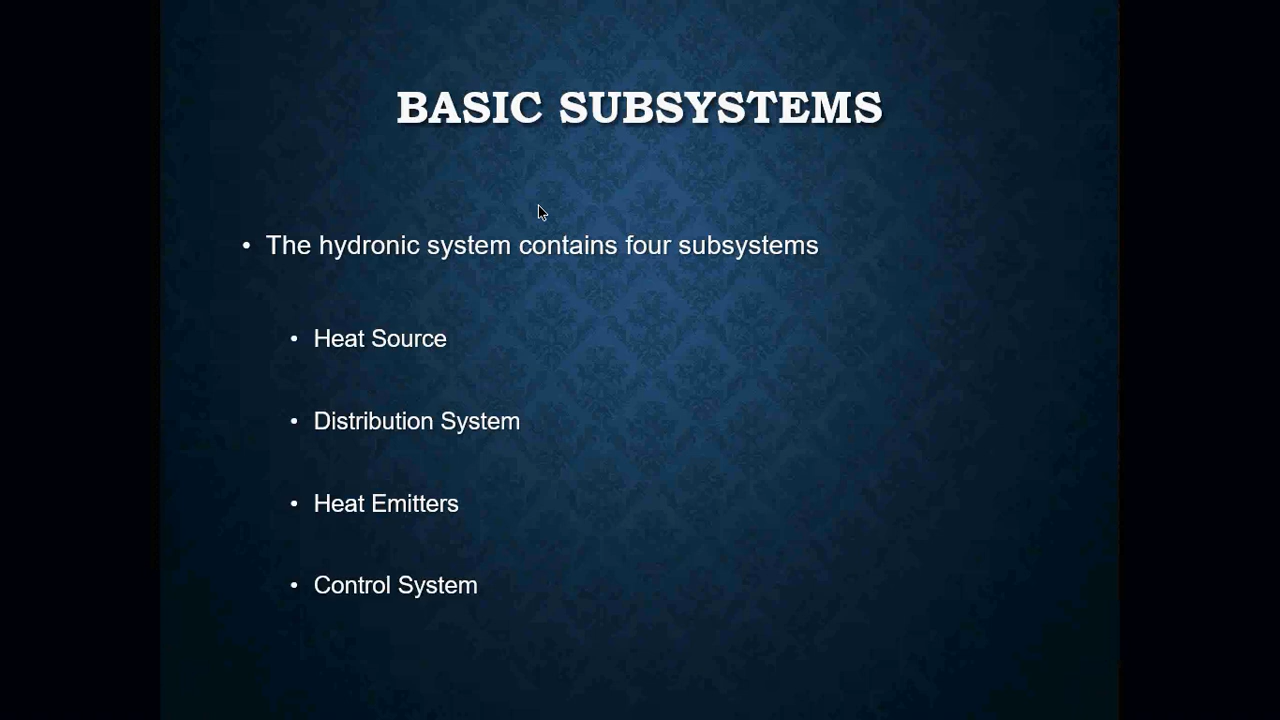 BASIC SUBSYSTEMS
• The hydronic system contains four subsystems
• Heat Source
• Distribution System
• Heat Emitters
• Control System